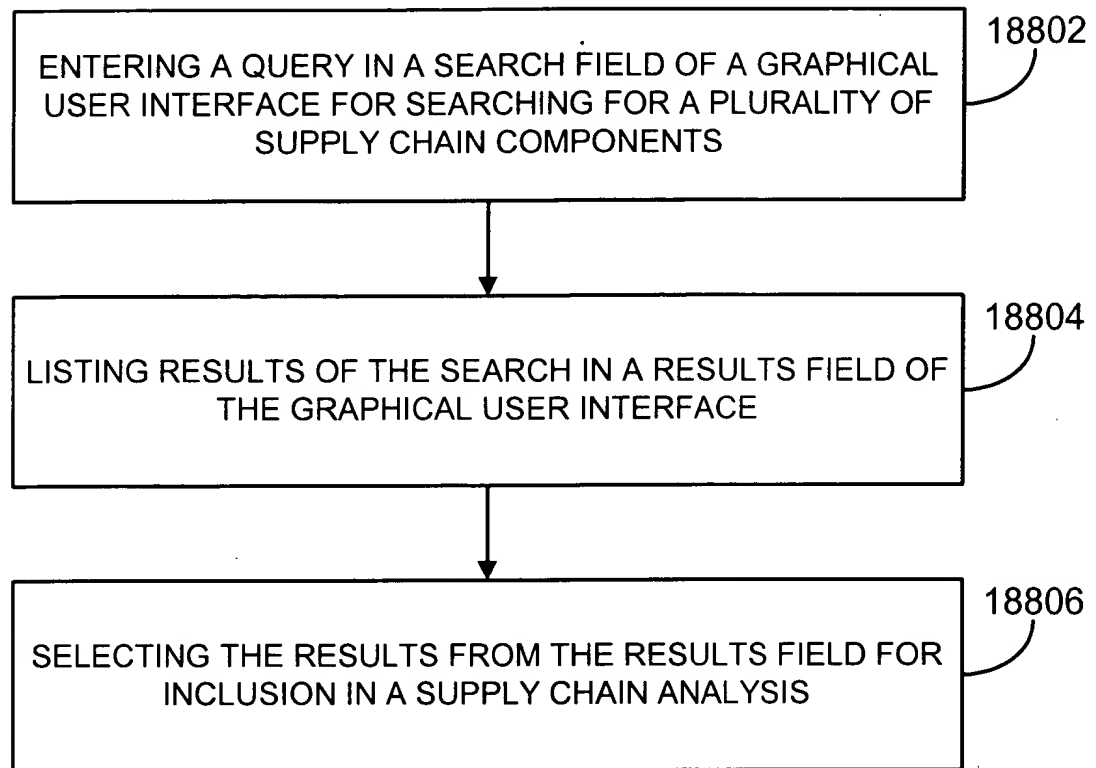 18802
ENTERING A QUERY IN A SEARCH FIELD OF A GRAPHICAL
USER INTERFACE FOR SEARCHING FOR A PLURALITY OF
SUPPLY CHAIN COMPONENTS
18804
LISTING RESULTS OF THE SEARCH IN A RESULTS FIELD OF
THE GRAPHICAL USER INTERFACE
18806
SELECTING THE RESULTS FROM THE RESULTS FIELD FOR
INCLUSION IN A SUPPLY CHAIN ANALYSIS